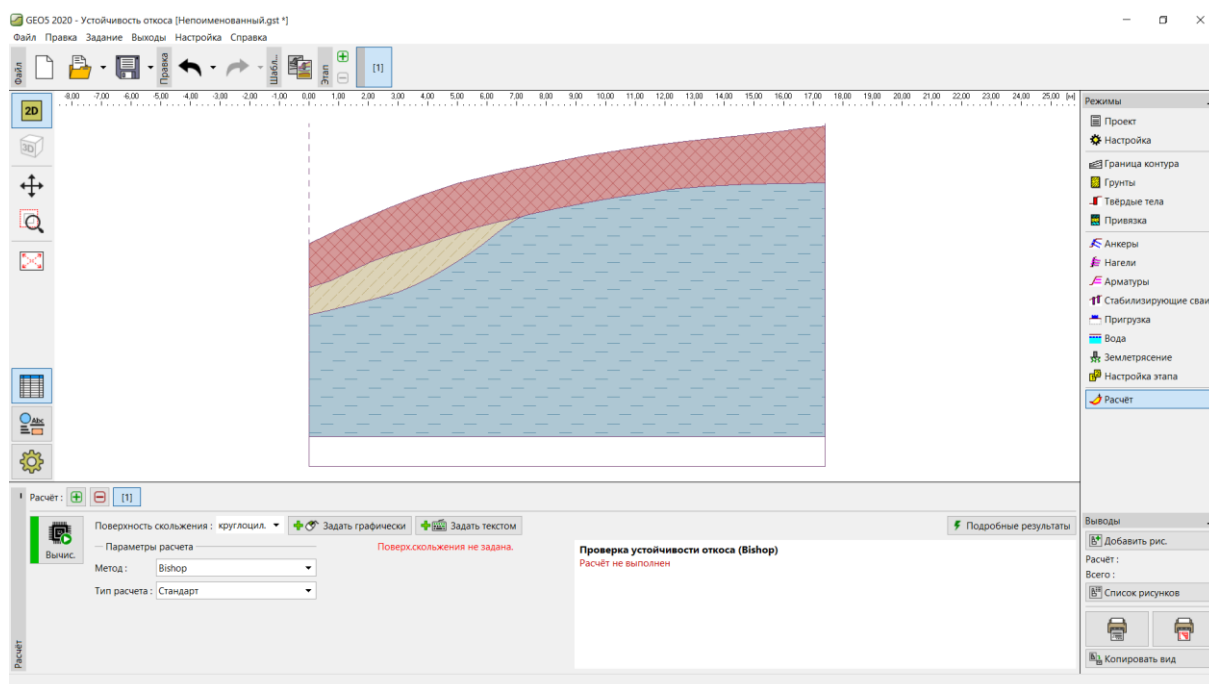 GEO5 2020 - Устойчивость откоса [Непоименованный.gst *]
Файл Правка Задание Выходы Настройка Справка
Файл
Правка
Шабл...
Этап
[1]
-8,00 -7,00 -6,00 -5,00 -4,00 -3,00 -2,00 -1,00 0,00 1,00 2,00 3,00 4,00 5,00 6,00 7,00 8,00 9,00 10,00 11,00 12,00 13,00 14,00 15,00 16,00 17,00 18,00 19,00 20,00 21,00 22,00 23,00 24,00 25,00 [м]
2D
3D
Abc
Режимы
Проект
Настройка
Граница контура
Грунты
Твёрдые тела
Привязка
Анкеры
Нагели
Арматуры
Стабилизирующие сваи
Пригрузка
Вода
Землетрясение
Настройка этапа
Расчёт
Расчёт : [1]
Вычис.
Поверхность скольжения : круглоцил. Задать графически Задать текстом Подробные результаты
Параметры расчета
Поверх.скольжения не задана.
Метод : Bishop
Тип расчета : Стандарт
Проверка устойчивости откоса (Bishop)
Расчёт не выполнен
Расчёт
Выводы
Добавить рис.
Расчёт :
Всего :
Список рисунков
Копировать вид